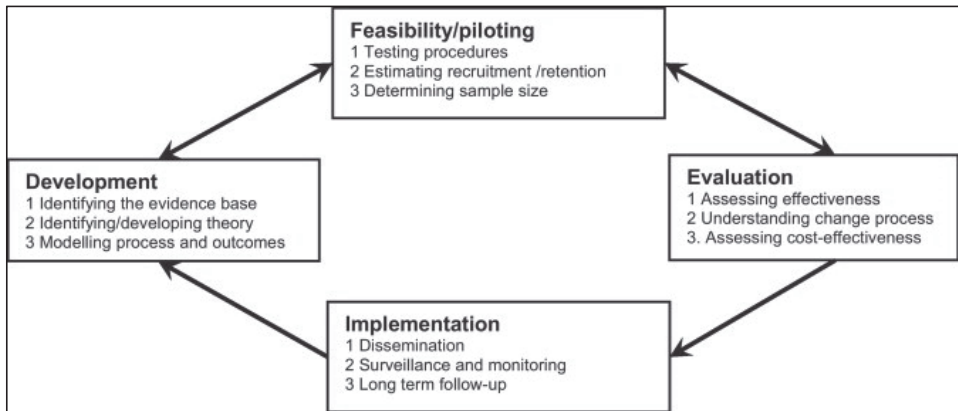 Feasibility/piloting
1 Testing procedures
2 Estimating recruitment /retention
3 Determining sample size
Development
1 Identifying the evidence base
2 Identifying/developing theory
3 Modelling process and outcomes
Evaluation
1 Assessing effectiveness
2 Understanding change process
3. Assessing cost-effectiveness
Implementation
1 Dissemination
2 Surveillance and monitoring
3 Long term follow-up